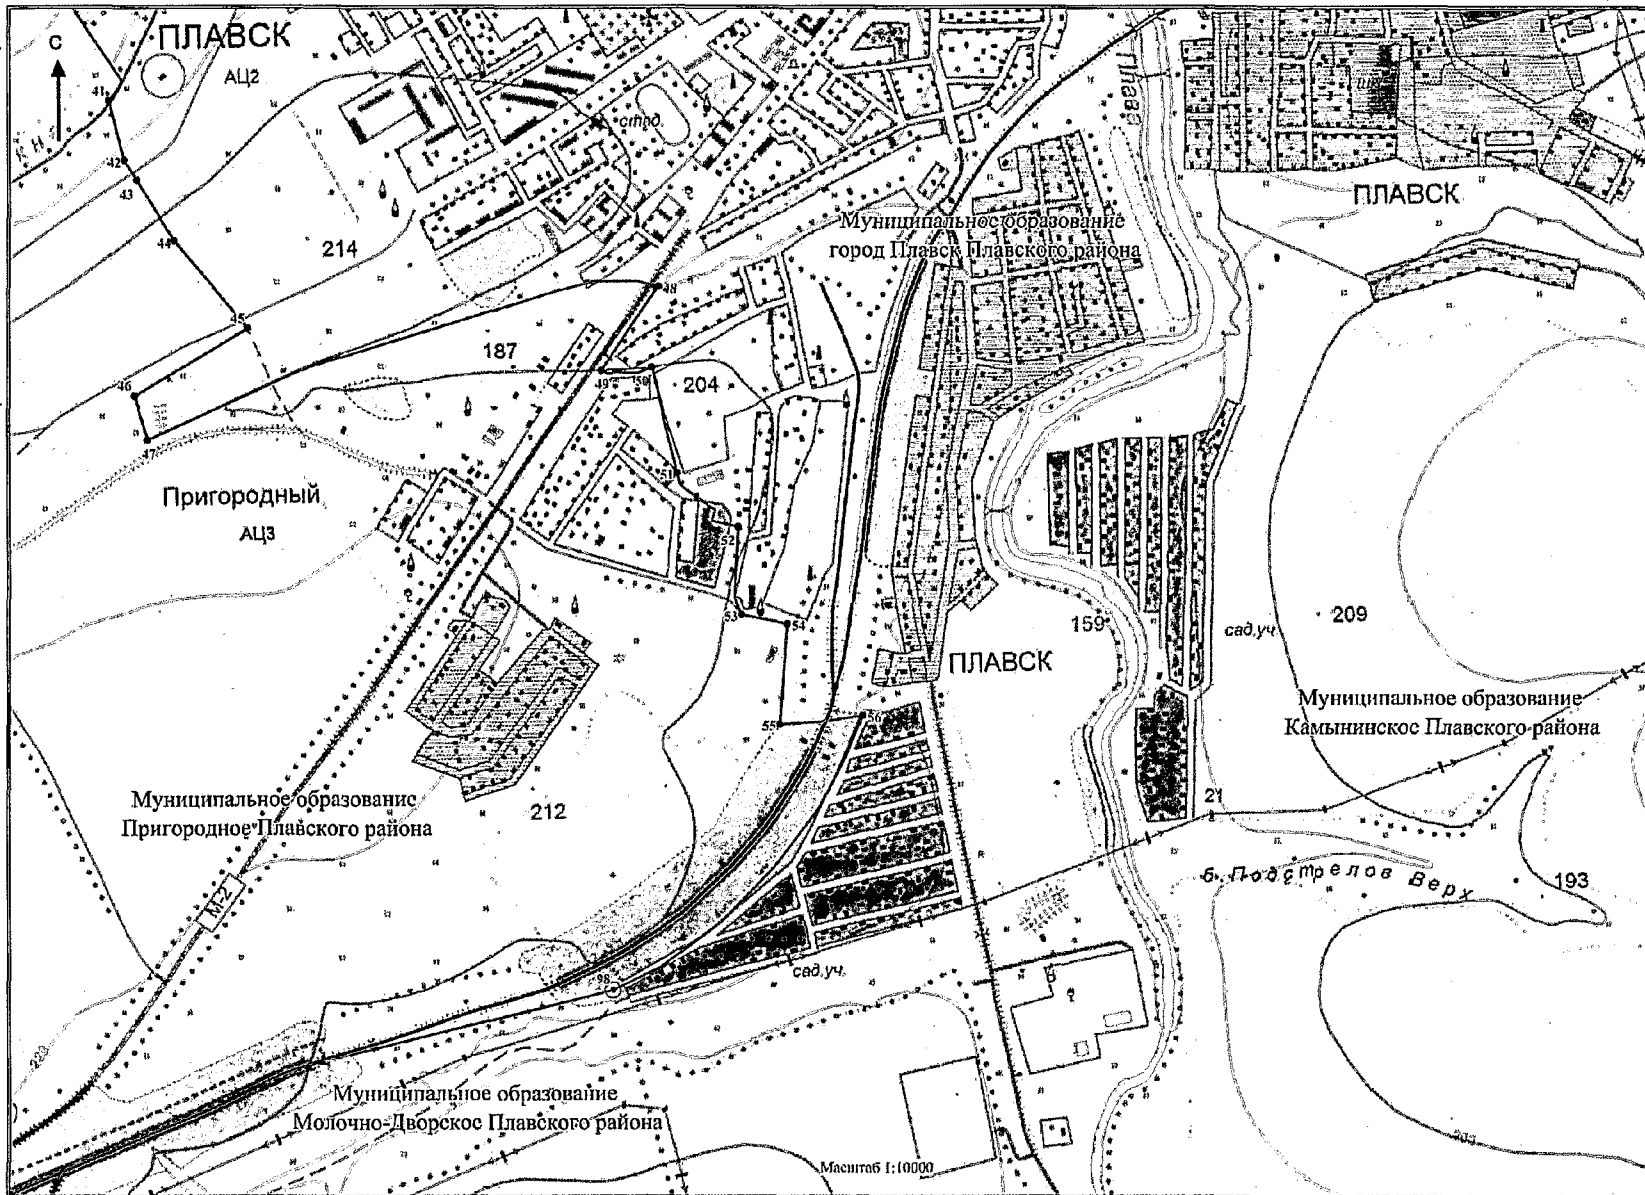 ПЛАВСК
С
АЦ2
41
42
43
44
214
стад.
Плава
ПЛАВСК
Муниципальное образование
город Плавск Плавского района
48
45
187
46
49
50
204
47
51
Пригородный
АЦ3
52
53
54
159
сад.уч.
209
ПЛАВСК
55
56
Муниципальное образование
Камынинское Плавского района
21
Муниципальное образование
Пригородное Плавского района
212
М-2
б. Подстрелов Верх
193
98
сад.уч.
223
Муниципальное образование
Молочно-Дворское Плавского района
Масштаб 1:10000